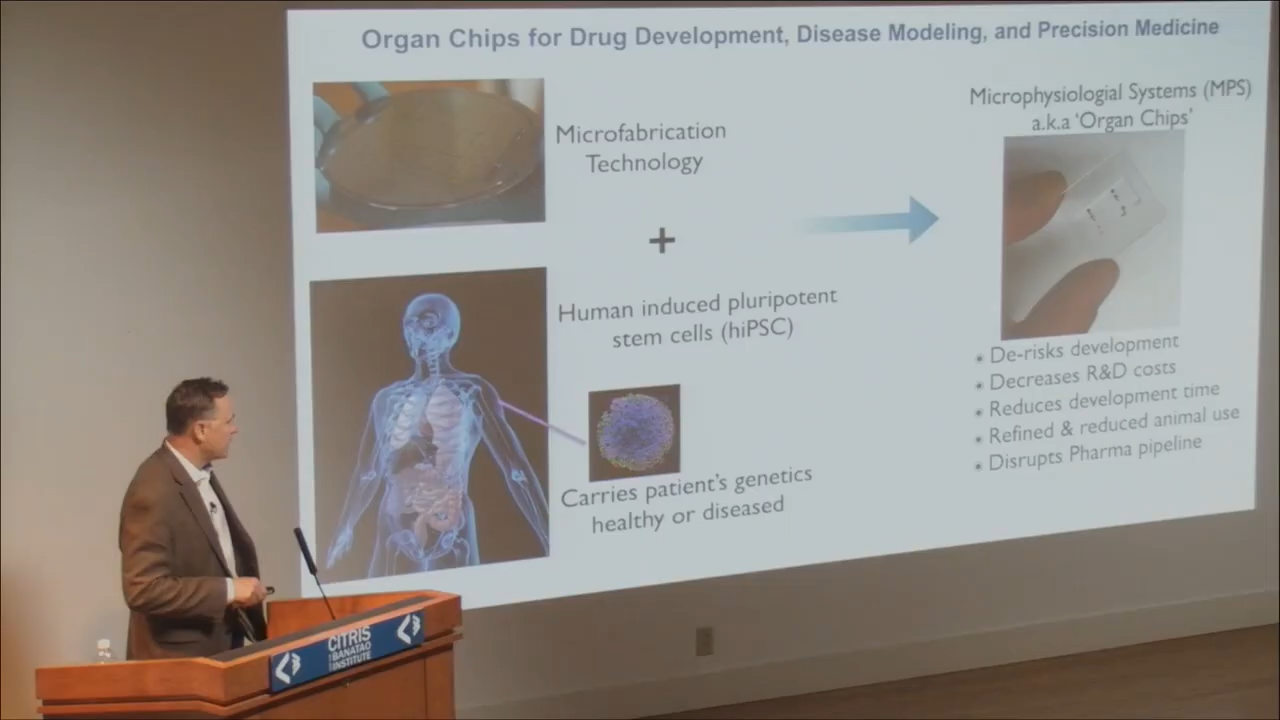 Organ Chips for Drug Development, Disease Modeling, and Precision Medicine
Microfabrication
Technology
+
Human induced pluripotent
stem cells (hiPSC)
Carries patient's genetics
healthy or diseased
Microphysiologial Systems (MPS)
a.k.a 'Organ Chips'
• De-risks development
• Decreases R&D costs
• Reduces development time
• Refined & reduced animal use
• Disrupts Pharma pipeline
CITRIS
BANATAO
INSTITUTE